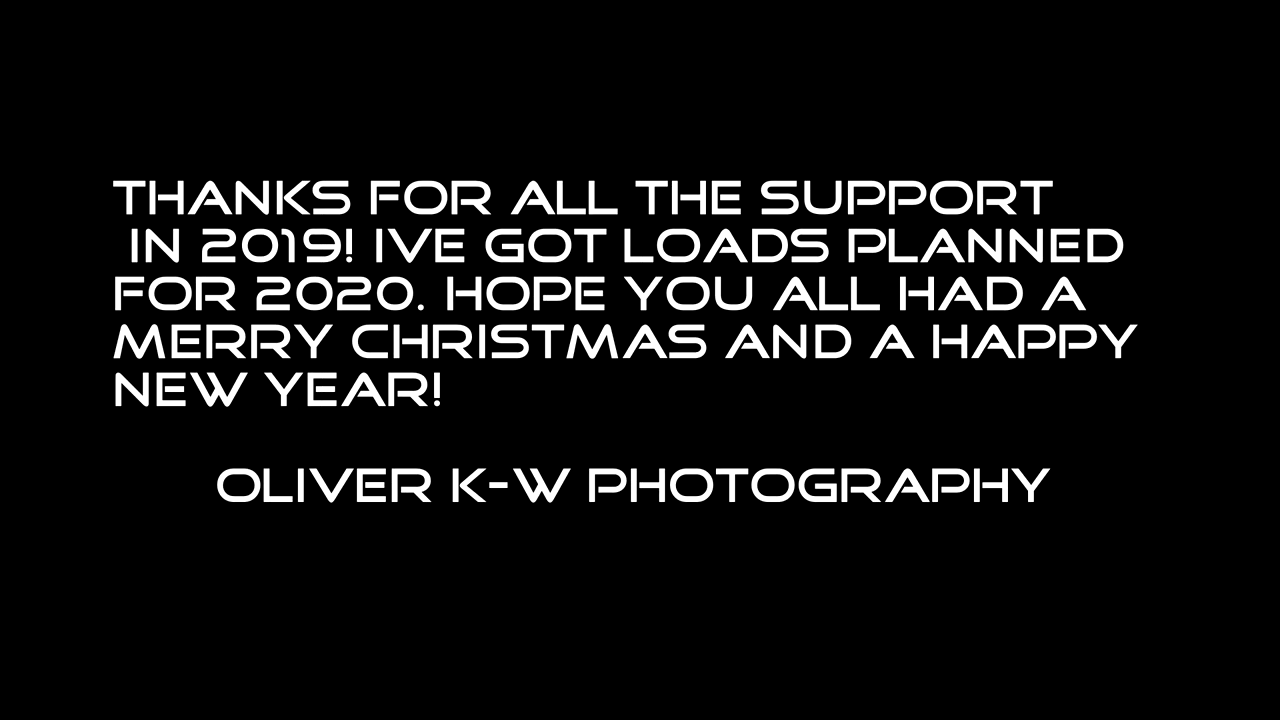 THANKS FOR ALL THE SUPPORT
IN 2019! IVE GOT LOADS PLANNED
FOR 2020. HOPE YOU ALL HAD A
MERRY CHRISTMAS AND A HAPPY
NEW YEAR!
OLIVER K-W PHOTOGRAPHY